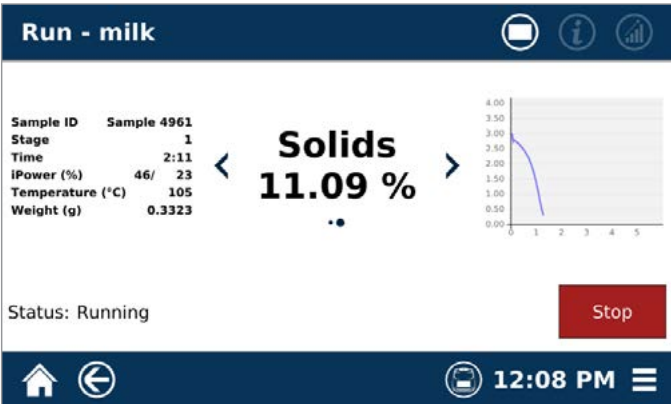 Run - milk
Sample ID Sample 4961
Stage 1
Time 2:11
iPower (%) 46/ 23
Temperature (°C) 105
Weight (g) 0.3323
< Solids >
11.09 %
4.00
3.50
3.00
2.50
2.00
1.50
1.00
0.50
0.00
0 1 2 3 4 5
Status: Running
Stop
12:08 PM